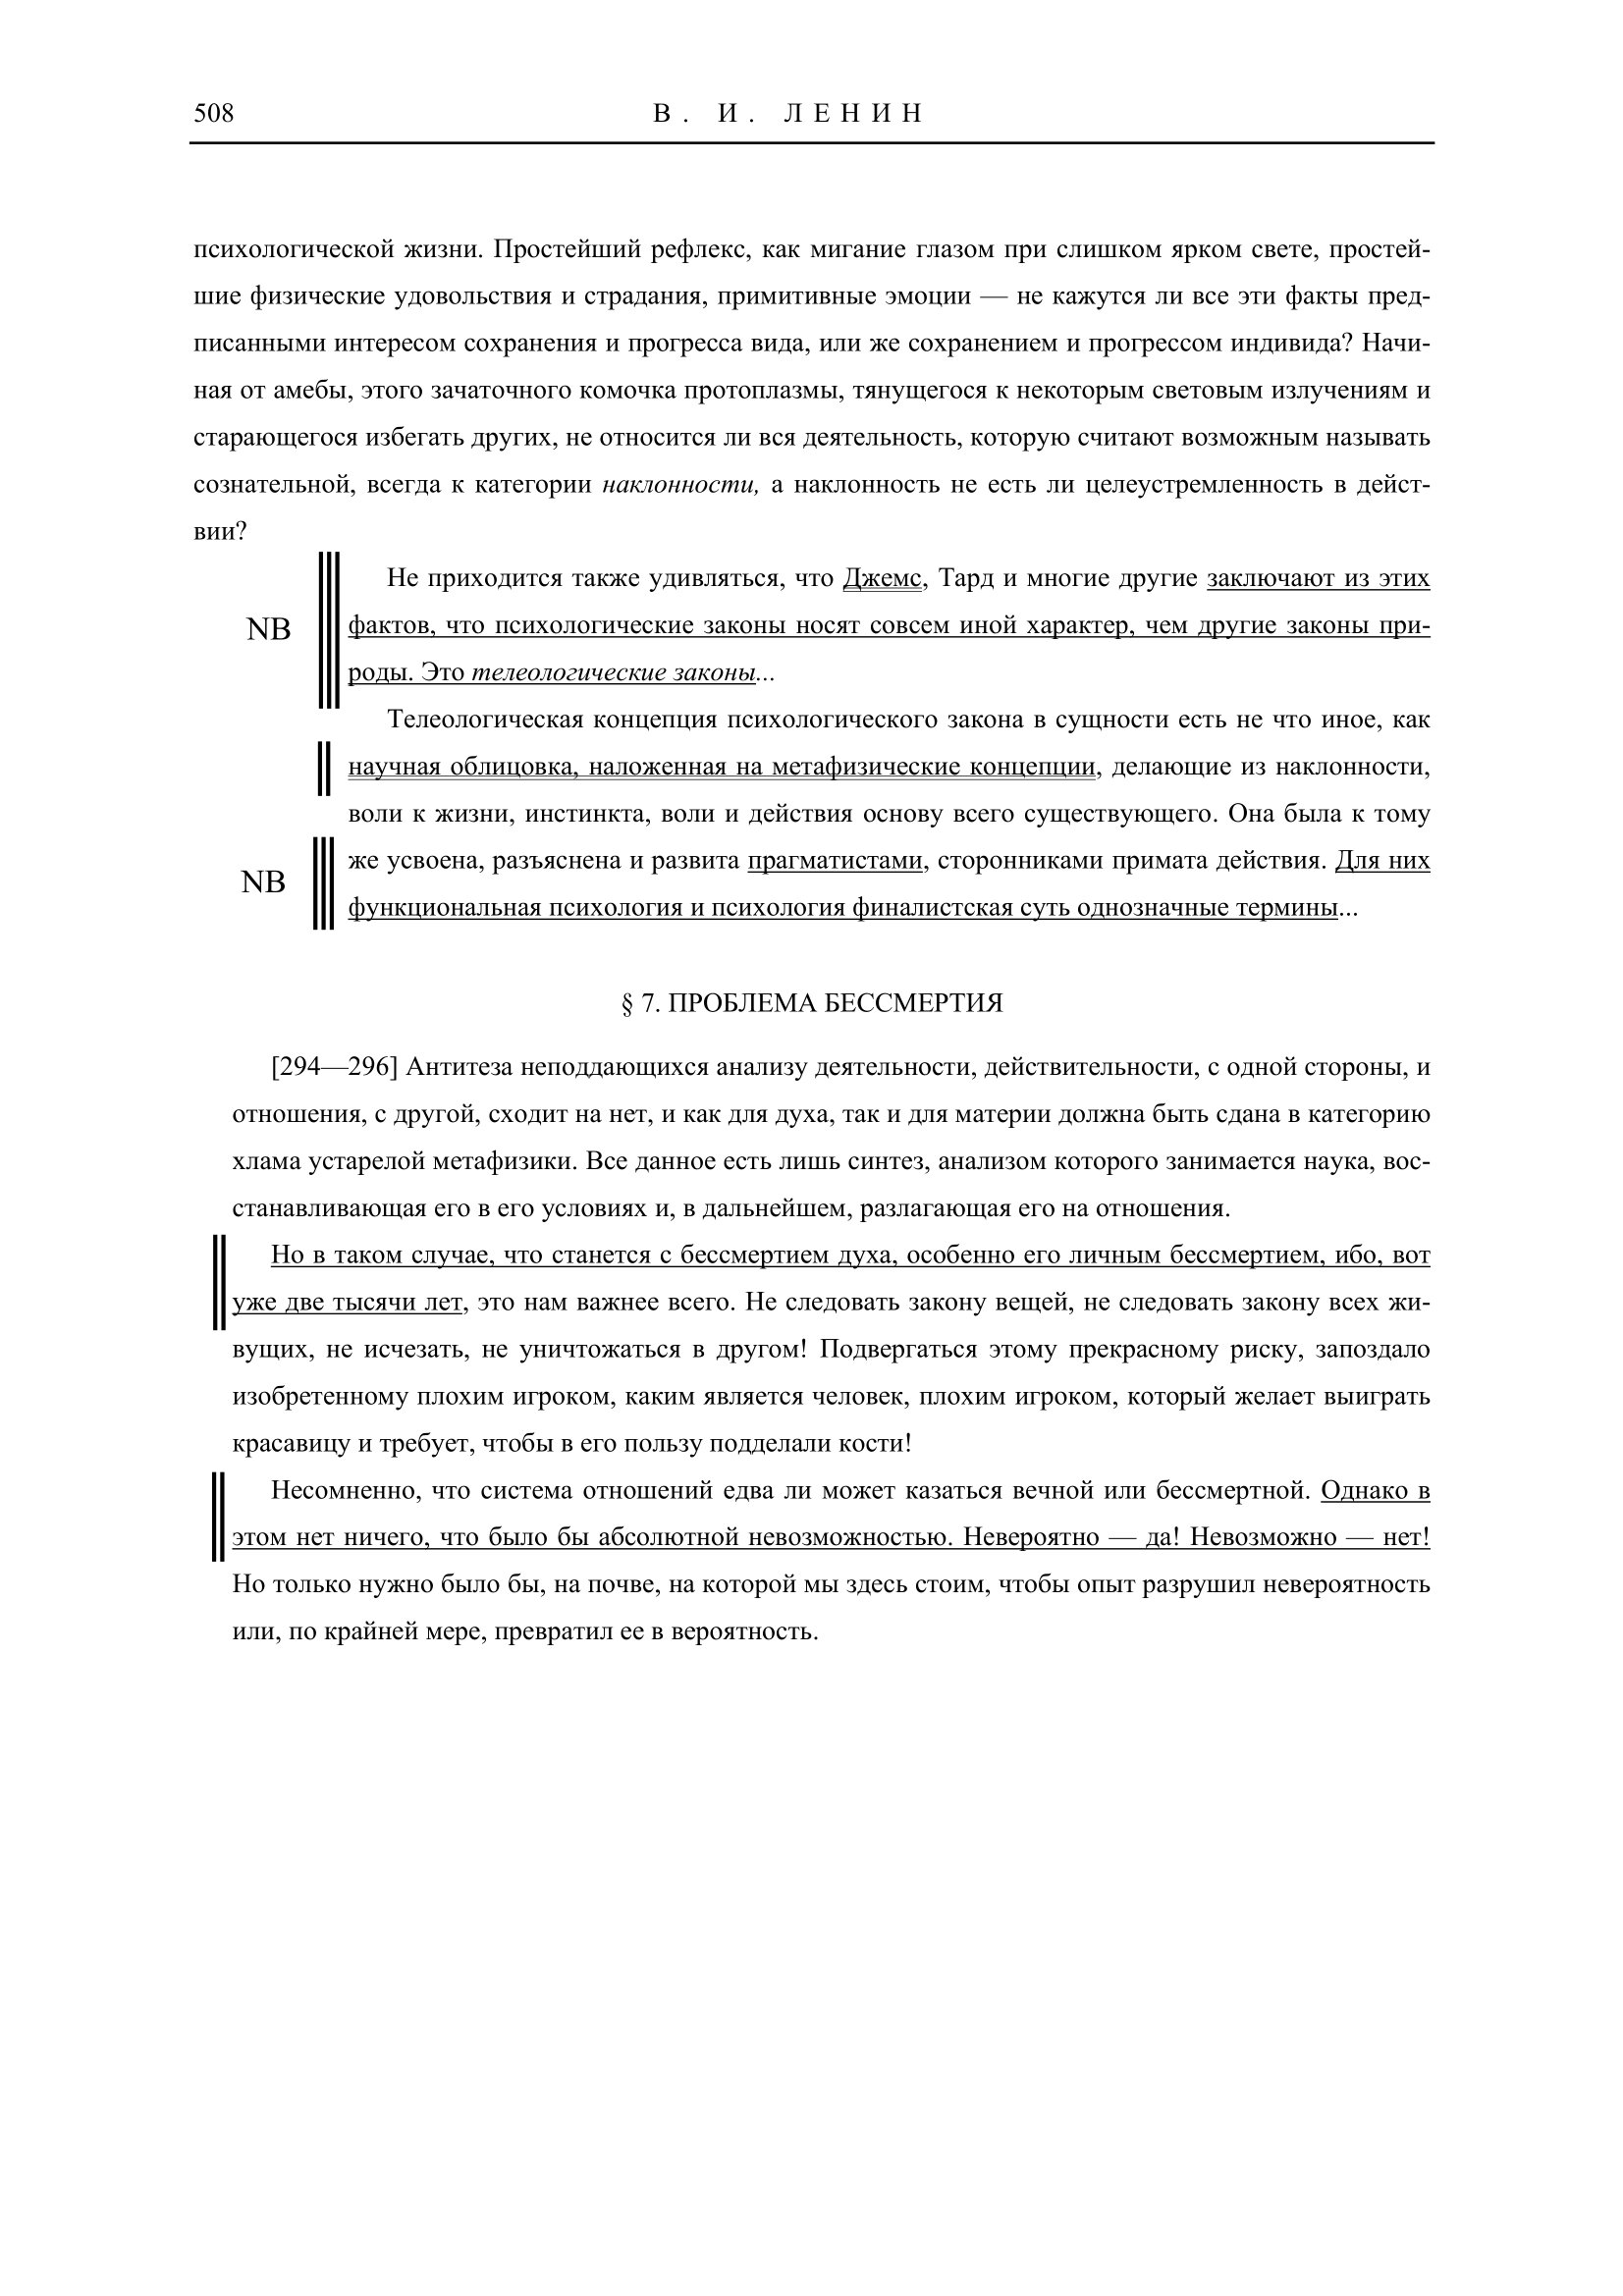 508
В. И. ЛЕНИН
психологической жизни. Простейший рефлекс, как мигание глазом при слишком ярком свете, простей-
шие физические удовольствия и страдания, примитивные эмоции — не кажутся ли все эти факты пред-
писанными интересом сохранения и прогресса вида, или же сохранением и прогрессом индивида? Начи-
ная от амебы, этого зачаточного комочка протоплазмы, тянущегося к некоторым световым излучениям и
старающегося избегать других, не относится ли вся деятельность, которую считают возможным называть
сознательной, всегда к категории наклонности, а наклонность не есть ли целеустремленность в дейст-
вии?
Не приходится также удивляться, что Джемс, Тард и многие другие заключают из этих
NB фактов, что психологические законы носят совсем иной характер, чем другие законы при-
роды. Это телеологические законы...
Телеологическая концепция психологического закона в сущности есть не что иное, как
научная облицовка, наложенная на метафизические концепции, делающие из наклонности,
воли к жизни, инстинкта, воли и действия основу всего существующего. Она была к тому
же усвоена, разъяснена и развита прагматистами, сторонниками примата действия. Для них
NB функциональная психология и психология финалистская суть однозначные термины...
§ 7. ПРОБЛЕМА БЕССМЕРТИЯ
[294—296] Антитеза неподдающихся анализу деятельности, действительности, с одной стороны, и
отношения, с другой, сходит на нет, и как для духа, так и для материи должна быть сдана в категорию
хлама устарелой метафизики. Все данное есть лишь синтез, анализом которого занимается наука, вос-
станавливающая его в его условиях и, в дальнейшем, разлагающая его на отношения.
Но в таком случае, что станется с бессмертием духа, особенно его личным бессмертием, ибо, вот
уже две тысячи лет, это нам важнее всего. Не следовать закону вещей, не следовать закону всех жи-
вущих, не исчезать, не уничтожаться в другом! Подвергаться этому прекрасному риску, запоздало
изобретенному плохим игроком, каким является человек, плохим игроком, который желает выиграть
красавицу и требует, чтобы в его пользу подделали кости!
Несомненно, что система отношений едва ли может казаться вечной или бессмертной. Однако в
этом нет ничего, что было бы абсолютной невозможностью. Невероятно — да! Невозможно — нет!
Но только нужно было бы, на почве, на которой мы здесь стоим, чтобы опыт разрушил невероятность
или, по крайней мере, превратил ее в вероятность.